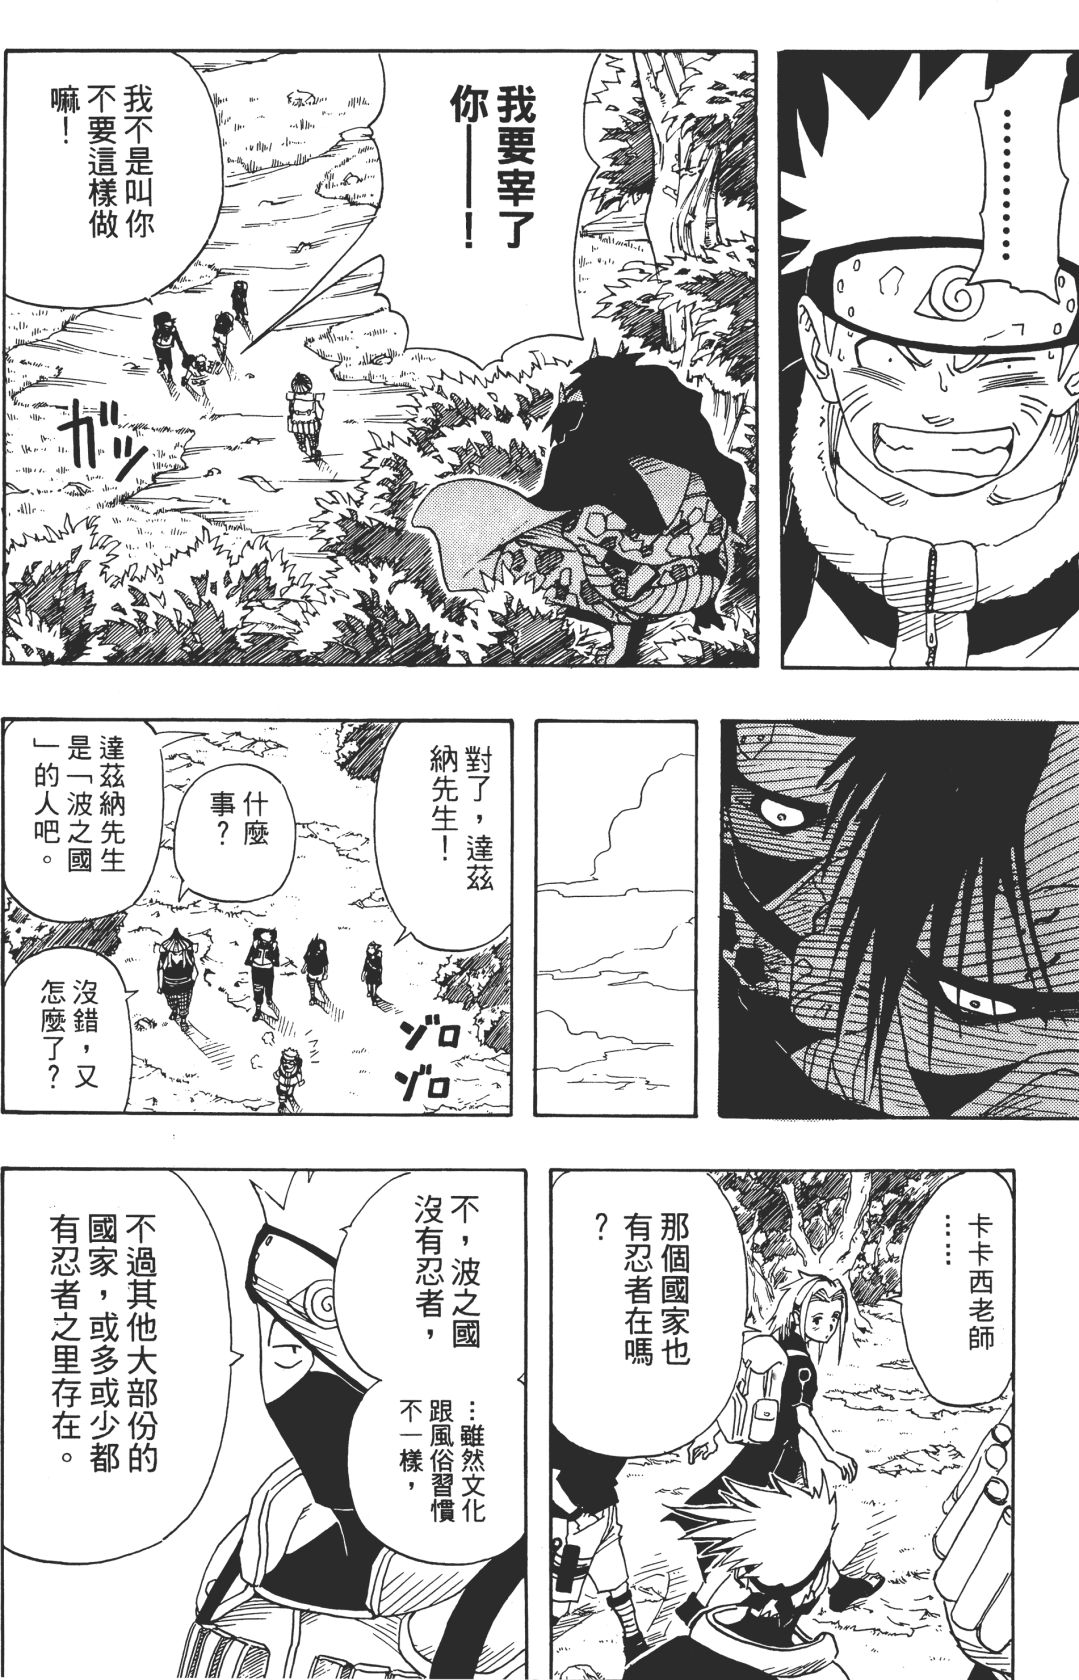 …………
我要宰了
你——！
我不是叫你
不要這樣做
嘛！
ガッ
對了，達茲
納先生！
什麼
事？
達茲納先生
是「波之國
」的人吧。
沒錯，又
怎麼了？
ゾロ
ゾロ
卡卡西老師
……
那個國家也
有忍者在嗎
？
不，波之國
沒有忍者，
…雖然文化
跟風俗習慣
不一樣，
不過其他大部份的
國家，或多或少都
有忍者之里存在。